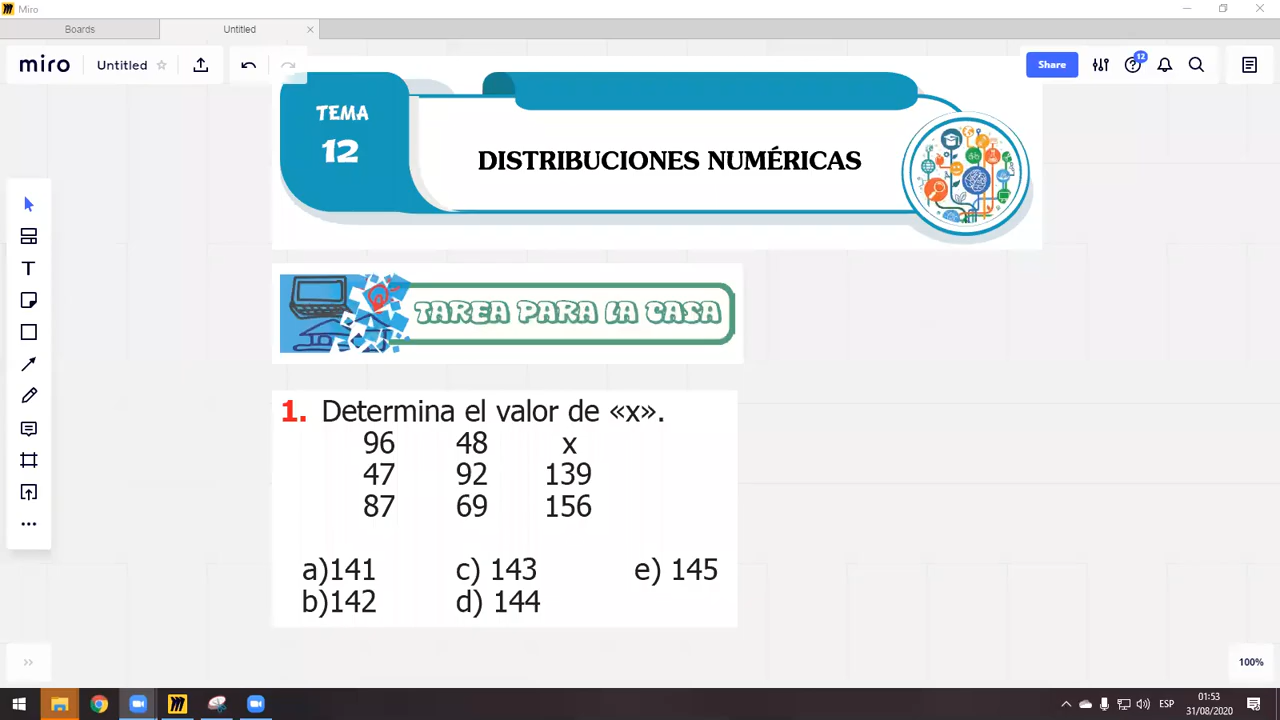 Miro
Boards
Untitled
miro
Untitled
Share
12
TEMA
12
DISTRIBUCIONES NUMÉRICAS
TAREA PARA LA CASA
1. Determina el valor de «x».
96 48 x
47 92 139
87 69 156
a)141 c) 143 e) 145
b)142 d) 144
100%
ESP
01:53
31/08/2020